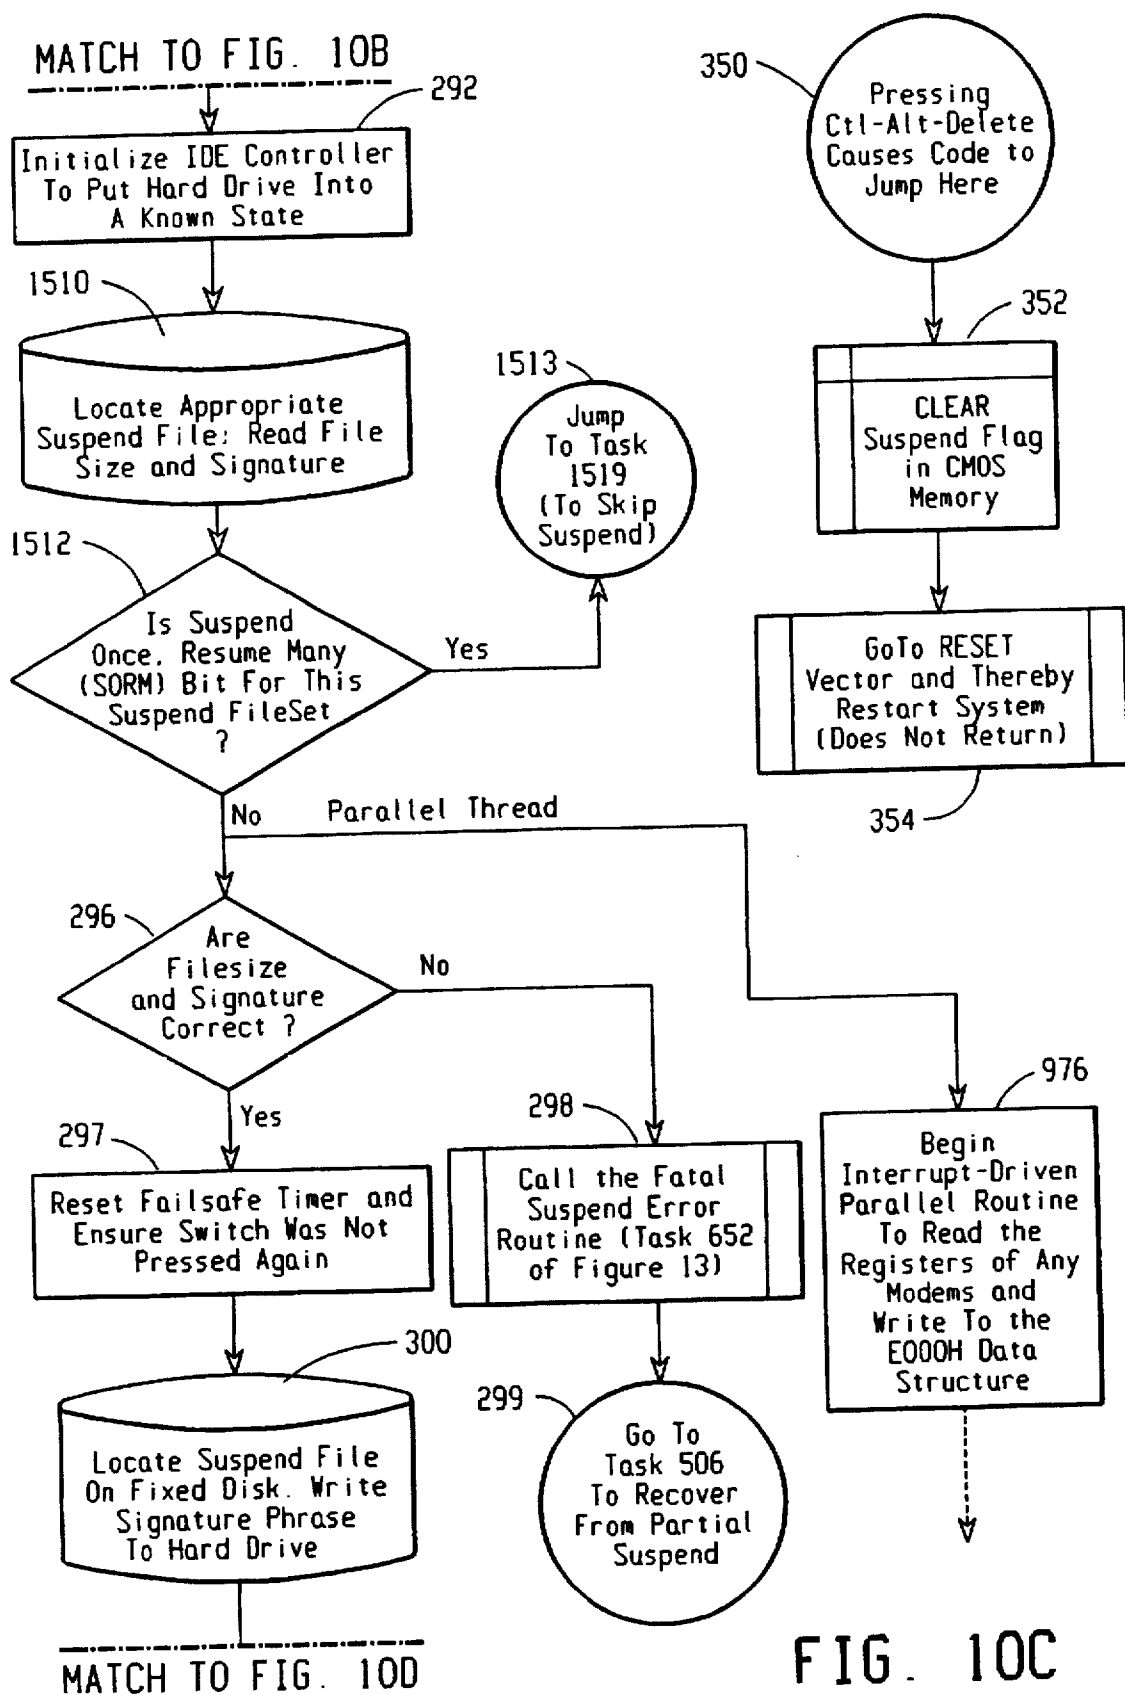 MATCH TO FIG. 10B
292
Initialize IDE Controller
To Put Hard Drive Into
A Known State
1510
Locate Appropriate
Suspend File; Read File
Size and Signature
1512
Is Suspend
Once, Resume Many
(SORM) Bit For This
Suspend FileSet
?
Yes
1513
Jump
To Task
1519
(To Skip
Suspend)
350
Pressing
Ctl-Alt-Delete
Causes Code to
Jump Here
352
CLEAR
Suspend Flag
in CMOS
Memory
GoTo RESET
Vector and Thereby
Restart System
(Does Not Return)
354
No
Parallel Thread
296
Are
Filesize
and Signature
Correct ?
No
Yes
297
Reset Failsafe Timer and
Ensure Switch Was Not
Pressed Again
298
Call the Fatal
Suspend Error
Routine (Task 652
of Figure 13)
976
Begin
Interrupt-Driven
Parallel Routine
To Read the
Registers of Any
Modems and
Write To the
E000H Data
Structure
300
Locate Suspend File
On Fixed Disk. Write
Signature Phrase
To Hard Drive
299
Go To
Task 506
To Recover
From Partial
Suspend
MATCH TO FIG. 10D
FIG. 10C